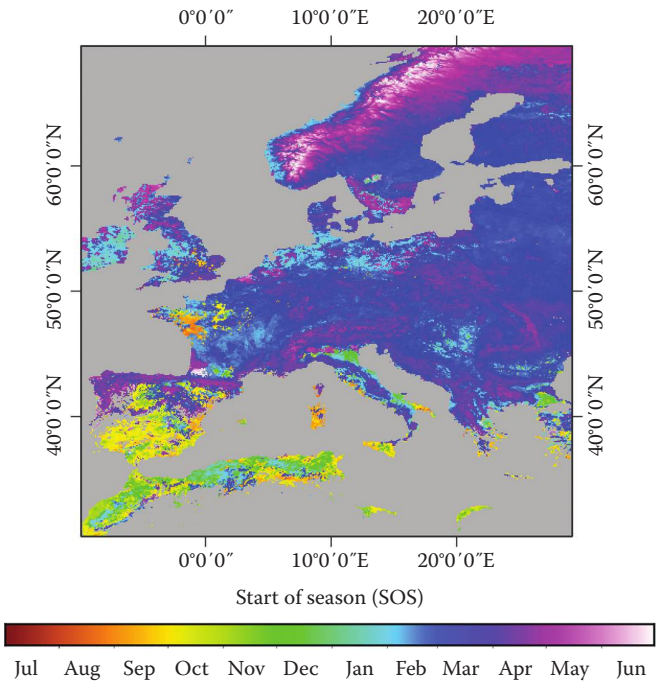 0°0′0″ 10°0′0″E 20°0′0″E
60°0′0″N 60°0′0″N
50°0′0″N 50°0′0″N
40°0′0″N 40°0′0″N
0°0′0″ 10°0′0″E 20°0′0″E
Start of season (SOS)
Jul Aug Sep Oct Nov Dec Jan Feb Mar Apr May Jun